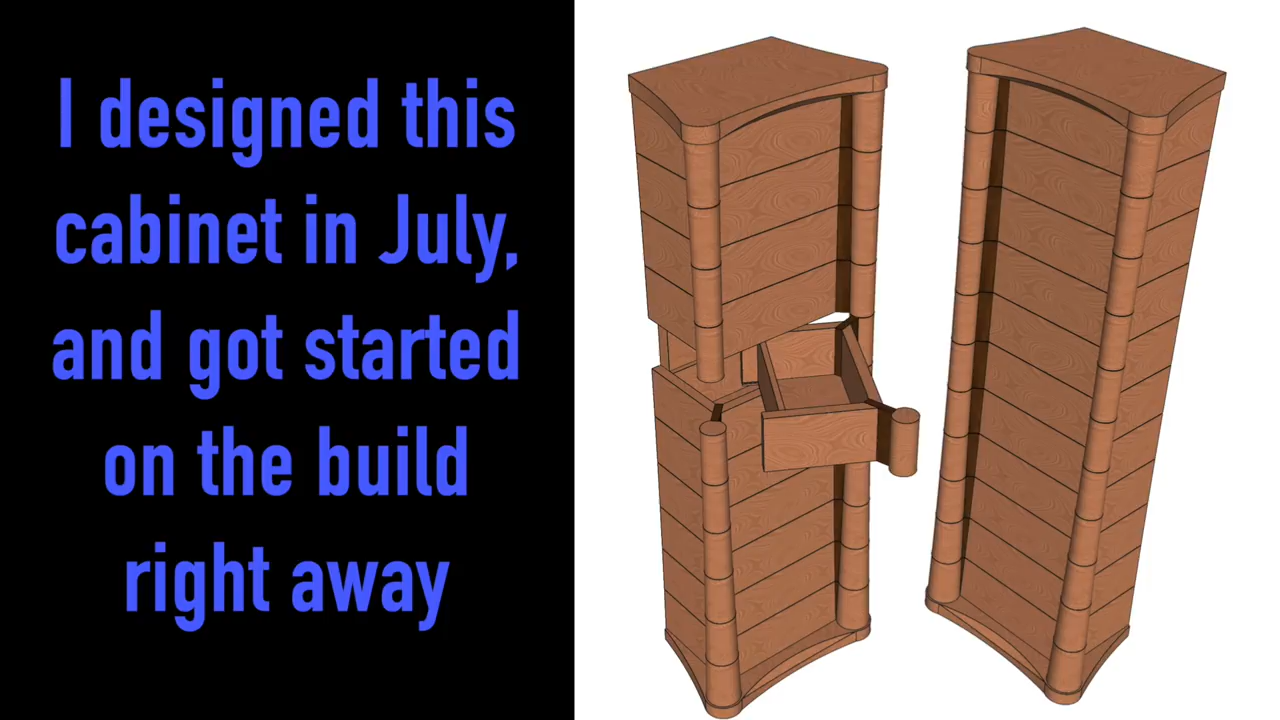 I designed this
cabinet in July,
and got started
on the build
right away